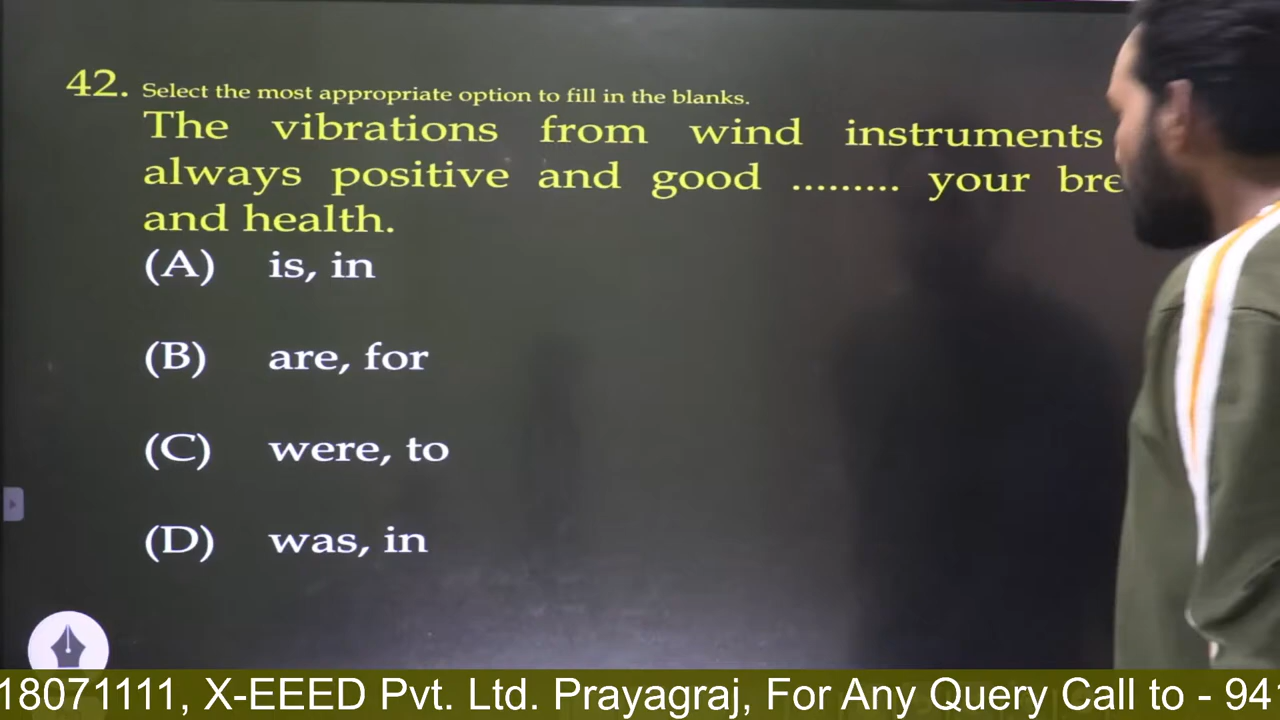 42. Select the most appropriate option to fill in the blanks.
The vibrations from wind instruments
always positive and good ......... your
and health.
(A) is, in
(B) are, for
(C) were, to
(D) was, in
18071111, X-EEED Pvt. Ltd. Prayagraj, For Any Query Call to - 94